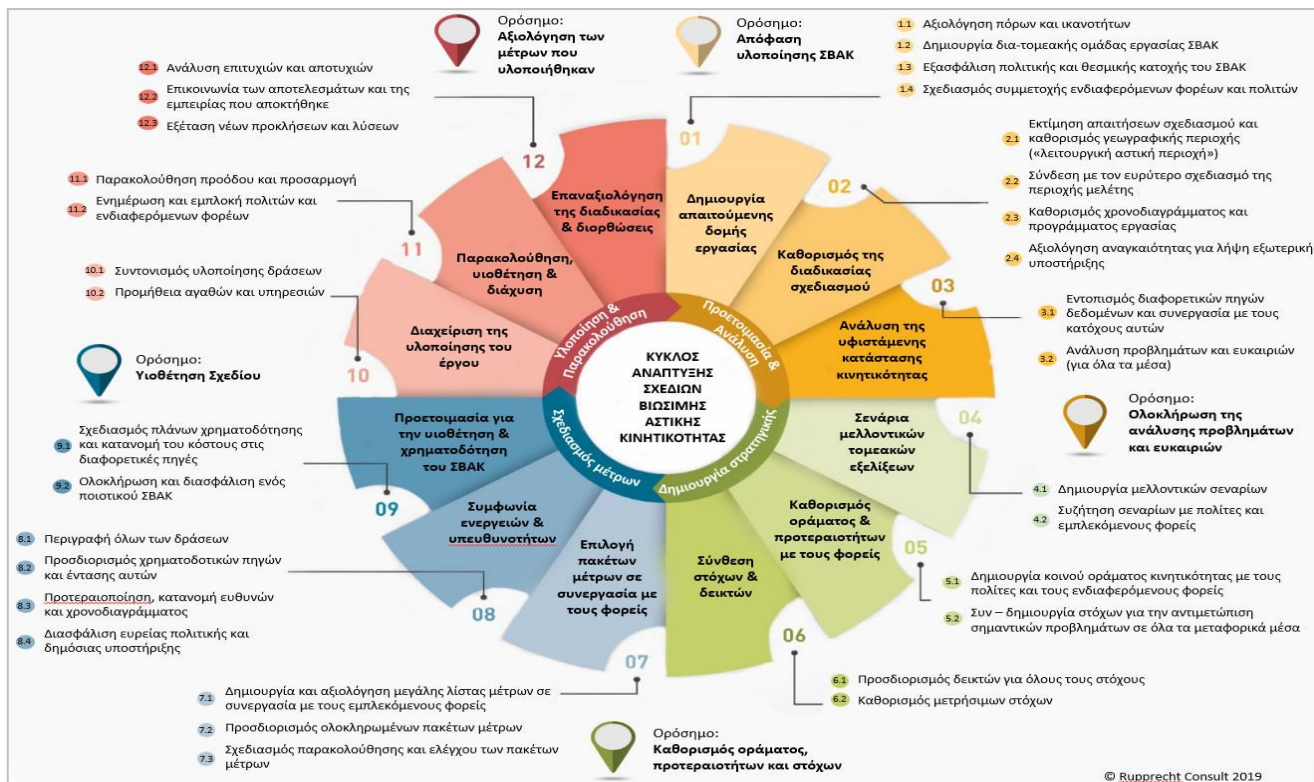 Ορόσημο:
Αξιολόγηση των
μέτρων που
υλοποιήθηκαν
Ορόσημο:
Απόφαση
υλοποίησης ΣΒΑΚ
1.1 Αξιολόγηση πόρων και ικανοτήτων
1.2 Δημιουργία δια-τομεακής ομάδας εργασίας ΣΒΑΚ
1.3 Εξασφάλιση πολιτικής και θεσμικής κατοχής του ΣΒΑΚ
1.4 Σχεδιασμός συμμετοχής ενδιαφερόμενων φορέων και πολιτών
12.1 Ανάλυση επιτυχιών και αποτυχιών
12.2 Επικοινωνία των αποτελεσμάτων και της
εμπειρίας που αποκτήθηκε
12.3 Εξέταση νέων προκλήσεων και λύσεων
2.1 Εκτίμηση απαιτήσεων σχεδιασμού και
καθορισμός γεωγραφικής περιοχής
(«λειτουργική αστική περιοχή»)
2.2 Σύνδεση με τον ευρύτερο σχεδιασμό της
περιοχής μελέτης
2.3 Καθορισμός χρονοδιαγράμματος και
προγράμματος εργασίας
2.4 Αξιολόγηση αναγκαιότητας για λήψη εξωτερική
υποστήριξης
11.1 Παρακολούθηση προόδου και προσαρμογή
11.2 Ενημέρωση και εμπλοκή πολιτών και
ενδιαφερόμενων φορέων
10.1 Συντονισμός υλοποίησης δράσεων
10.2 Προμήθεια αγαθών και υπηρεσιών
3.1 Εντοπισμός διαφορετικών πηγών
δεδομένων και συνεργασία με τους
κατόχους αυτών
3.2 Ανάλυση προβλημάτων και ευκαιριών
(για όλα τα μέσα)
Ορόσημο:
Υιοθέτηση Σχεδίου
Ορόσημο:
Ολοκλήρωση της
ανάλυσης προβλημάτων
και ευκαιριών
01
Δημιουργία
απαιτούμενης
δομής
εργασίας
02
Καθορισμός της
διαδικασίας
σχεδιασμού
03
Ανάλυση της
υφιστάμενης
κατάστασης
κινητικότητας
04
Σενάρια
μελλοντικών
τομεακών
εξελίξεων
05
Καθορισμός
οράματος &
προτεραιοτήτων
με τους φορείς
06
Σύνθεση
στόχων &
δεικτών
07
Επιλογή
πακέτων
μέτρων σε
συνεργασία με
τους φορείς
08
Συμφωνία
ενεργειών &
υπευθυνοτήτων
09
Προετοιμασία για
την υιοθέτηση &
χρηματοδότηση
του ΣΒΑΚ
10
Διαχείριση της
υλοποίησης του
έργου
11
Παρακολούθηση,
υιοθέτηση &
διάχυση
12
Επαναξιολόγηση
της διαδικασίας
& διορθώσεις
Προετοιμασία &
Ανάλυση
Δημιουργία στρατηγικής
Σχεδιασμός μέτρων
Υλοποίηση &
Παρακολούθηση
ΚΥΚΛΟΣ
ΑΝΑΠΤΥΞΗΣ
ΣΧΕΔΙΩΝ
ΒΙΩΣΙΜΗΣ
ΑΣΤΙΚΗΣ
ΚΙΝΗΤΙΚΟΤΗΤΑΣ
9.1 Σχεδιασμός πλάνων χρηματοδότησης
και κατανομή του κόστους στις
διαφορετικές πηγές
9.2 Ολοκλήρωση και διασφάλιση ενός
ποιοτικού ΣΒΑΚ
4.1 Δημιουργία μελλοντικών σεναρίων
4.2 Συζήτηση σεναρίων με πολίτες και
εμπλεκόμενους φορείς
8.1 Περιγραφή όλων των δράσεων
8.2 Προσδιορισμός χρηματοδοτικών πηγών
και έντασης αυτών
8.3 Προτεραιοποίηση, κατανομή ευθυνών
και χρονοδιαγράμματος
8.4 Διασφάλιση ευρείας πολιτικής και
δημόσιας υποστήριξης
5.1 Δημιουργία κοινού οράματος κινητικότητας με τους
πολίτες και τους ενδιαφερόμενους φορείς
5.2 Συν – δημιουργία στόχων για την αντιμετώπιση
σημαντικών προβλημάτων σε όλα τα μεταφορικά μέσα
6.1 Προσδιορισμός δεικτών για όλους τους στόχους
6.2 Καθορισμός μετρήσιμων στόχων
7.1 Δημιουργία και αξιολόγηση μεγάλης λίστας μέτρων σε
συνεργασία με τους εμπλεκόμενους φορείς
7.2 Προσδιορισμός ολοκληρωμένων πακέτων μέτρων
7.3 Σχεδιασμός παρακολούθησης και ελέγχου των πακέτων
μέτρων
Ορόσημο:
Καθορισμός οράματος,
προτεραιοτήτων και στόχων
© Rupprecht Consult 2019